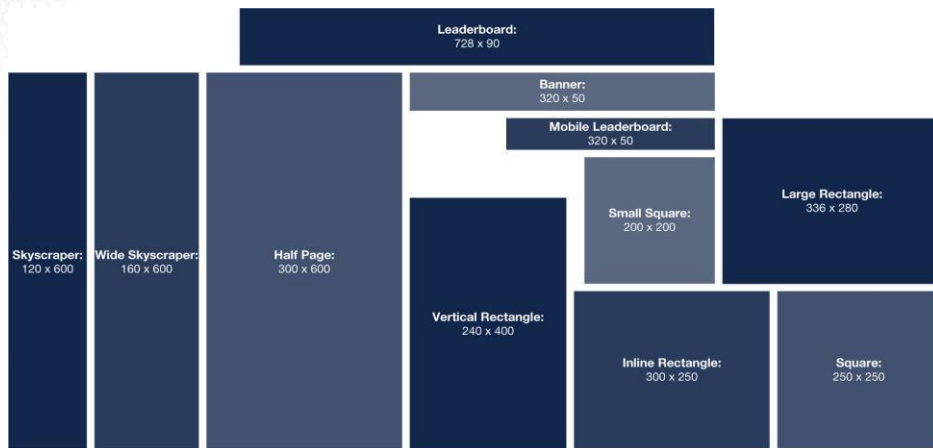 Leaderboard:
728 x 90
Banner:
320 x 50
Mobile Leaderboard:
320 x 50
Large Rectangle:
336 x 280
Small Square:
200 x 200
Skyscraper:
120 x 600
Wide Skyscraper:
160 x 600
Half Page:
300 x 600
Vertical Rectangle:
240 x 400
Inline Rectangle:
300 x 250
Square:
250 x 250